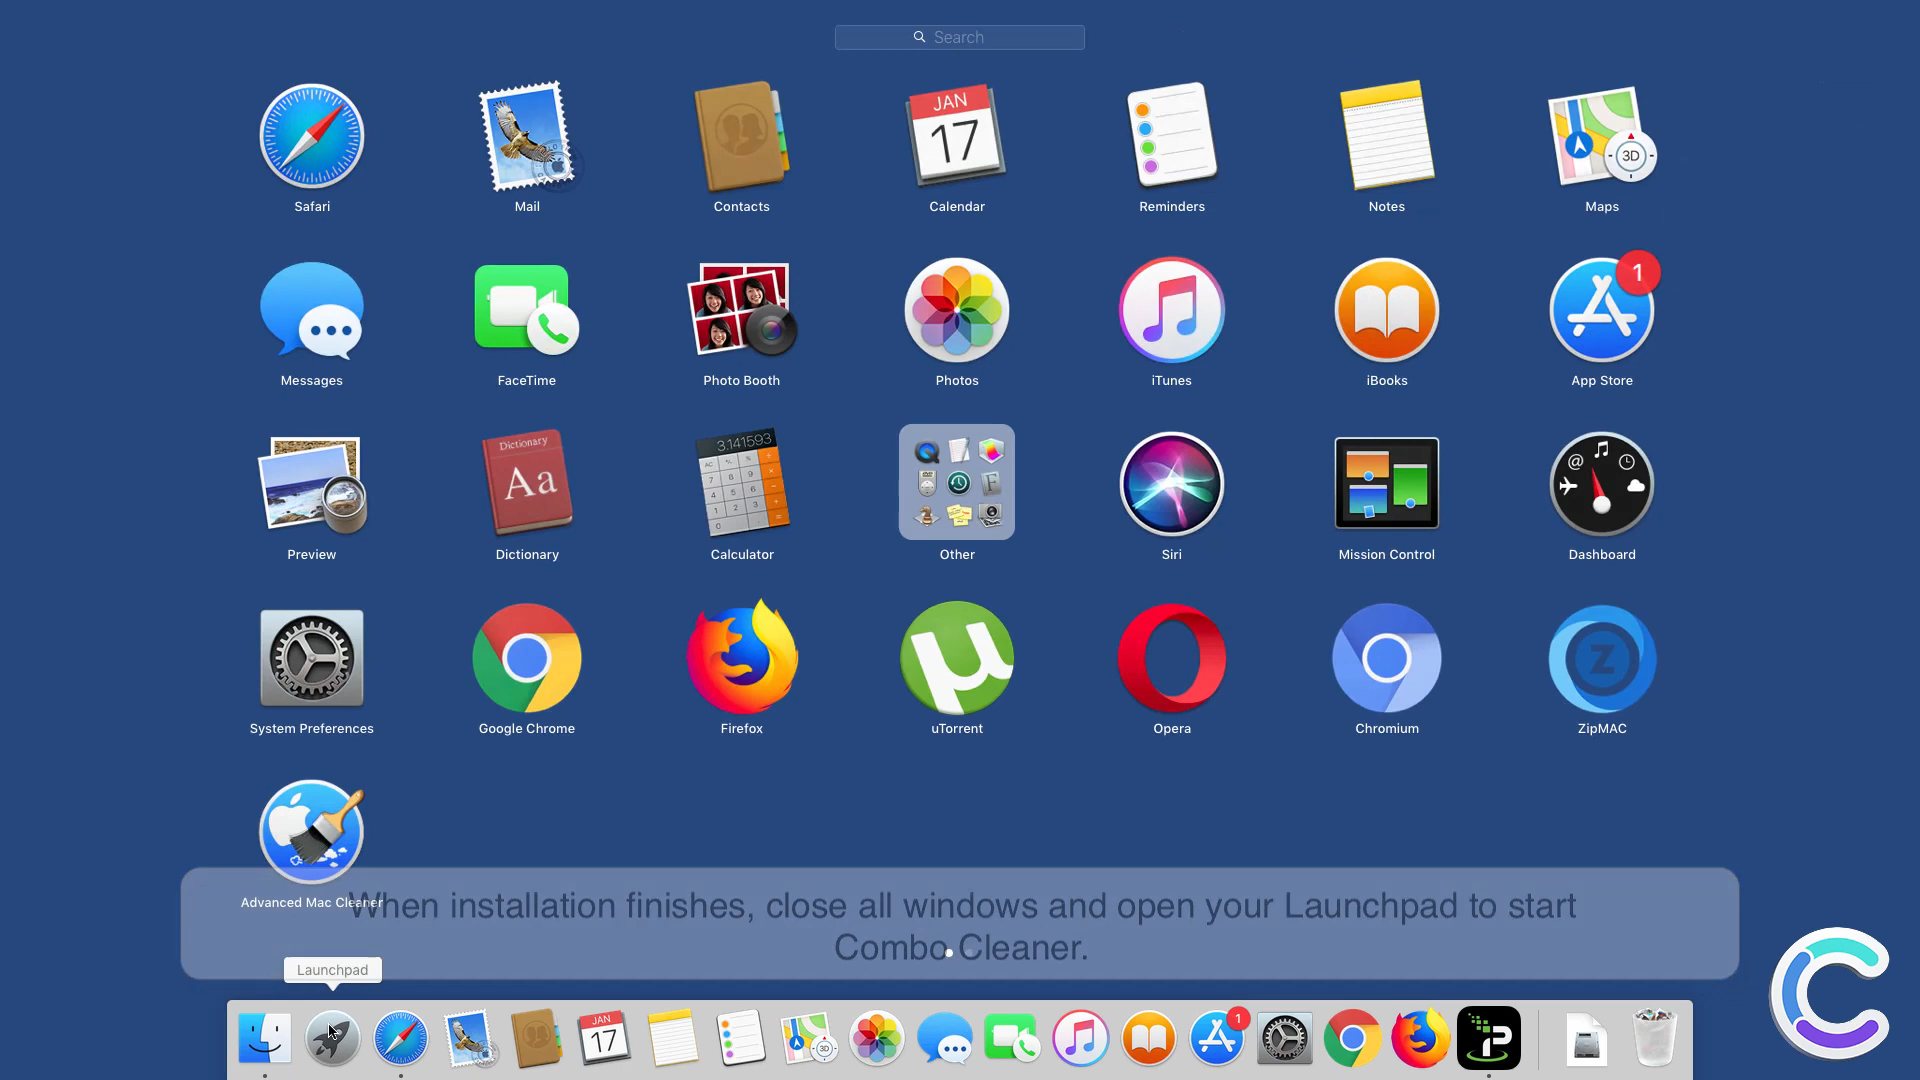 Search
JAN
17
3D
Safari
Mail
Contacts
Calendar
Reminders
Notes
Maps
1
Messages
FaceTime
Photo Booth
Photos
iTunes
iBooks
App Store
Dictionary
Aa
3.141593
Preview
Dictionary
Calculator
Other
Siri
Mission Control
Dashboard
Z
System Preferences
Google Chrome
Firefox
uTorrent
Opera
Chromium
ZipMAC
Advanced Mac Cleaner
When installation finishes, close all windows and open your Launchpad to start
Combo Cleaner.
Launchpad
JAN
17
3D
1